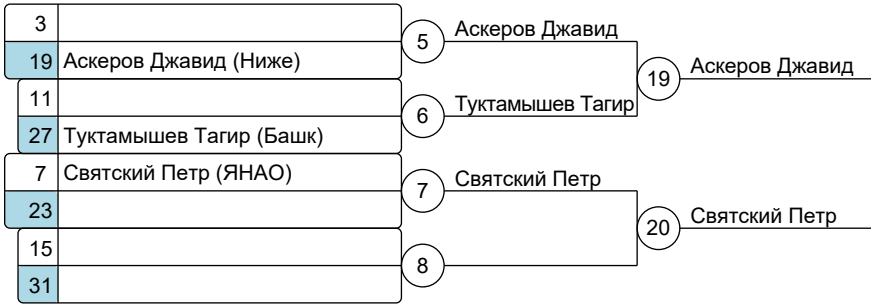 3
19 Аскеров Джавид (Ниже)
11
27 Туктамышев Тагир (Башк)
7 Святский Петр (ЯНАО)
23
15
31
5
Аскеров Джавид
6
Туктамышев Тагир
7
Святский Петр
8
19
Аскеров Джавид
20
Святский Петр